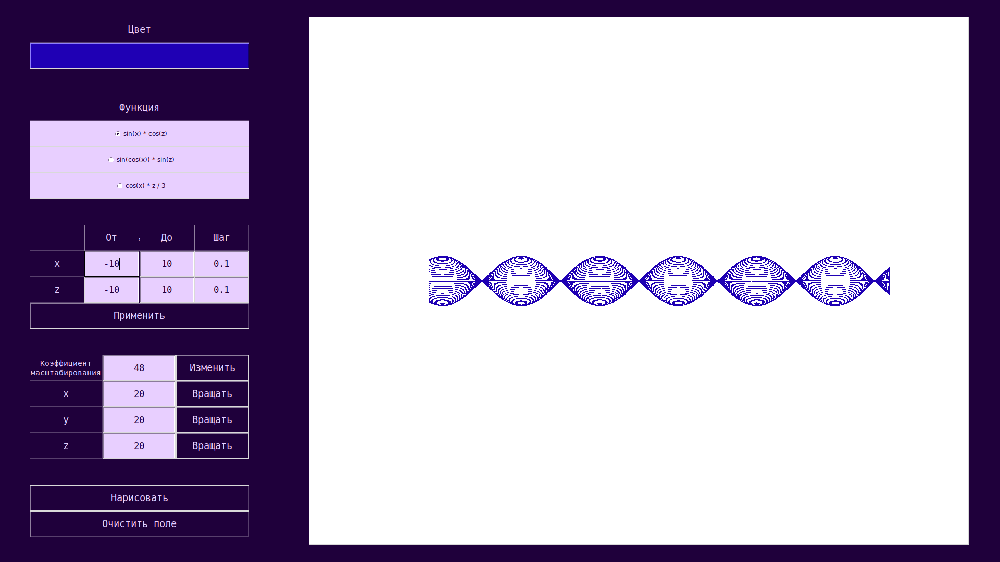 Цвет
Функция
sin(x) * cos(z)
sin(cos(x)) * sin(z)
cos(x) * z / 3
От До Шаг
x -10 10 0.1
z -10 10 0.1
Применить
Коэффициент
масштабирования
48 Изменить
x 20 Вращать
y 20 Вращать
z 20 Вращать
Нарисовать
Очистить поле